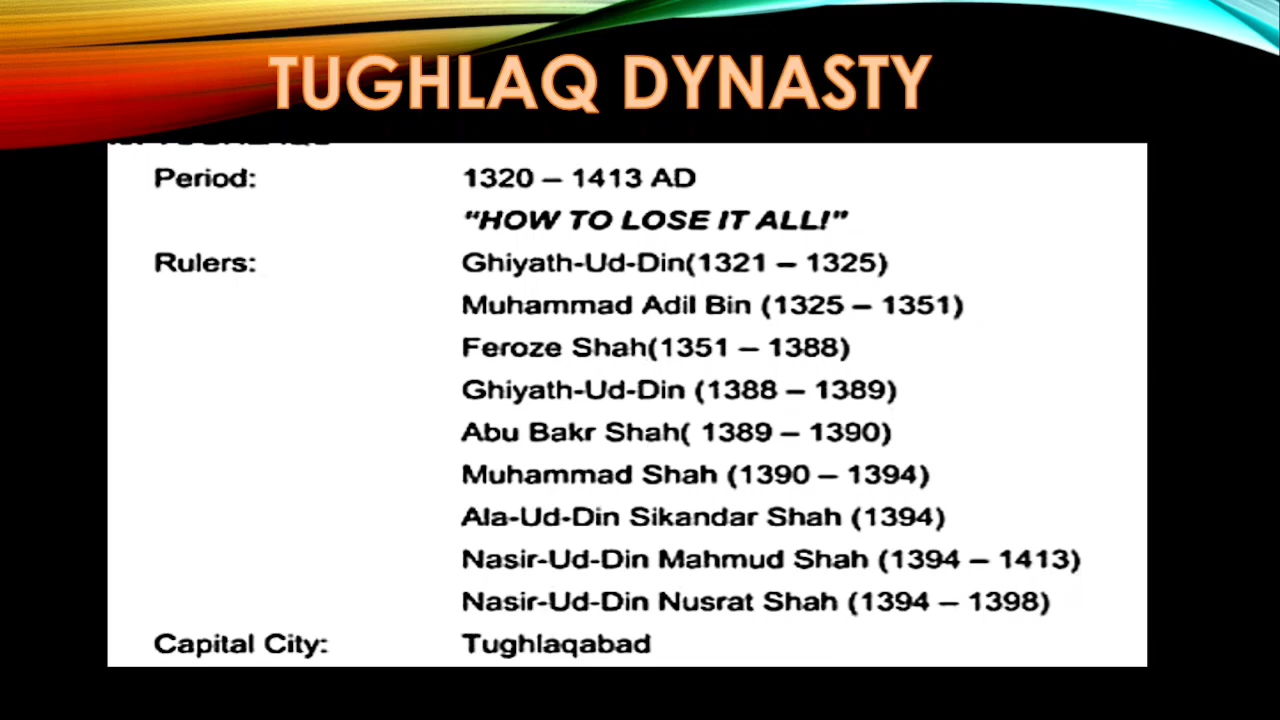 TUGHLAQ DYNASTY
Period: 1320 – 1413 AD
“HOW TO LOSE IT ALL!”
Rulers: Ghiyath-Ud-Din(1321 – 1325)
Muhammad Adil Bin (1325 – 1351)
Feroze Shah(1351 – 1388)
Ghiyath-Ud-Din (1388 – 1389)
Abu Bakr Shah( 1389 – 1390)
Muhammad Shah (1390 – 1394)
Ala-Ud-Din Sikandar Shah (1394)
Nasir-Ud-Din Mahmud Shah (1394 – 1413)
Nasir-Ud-Din Nusrat Shah (1394 – 1398)
Capital City: Tughlaqabad